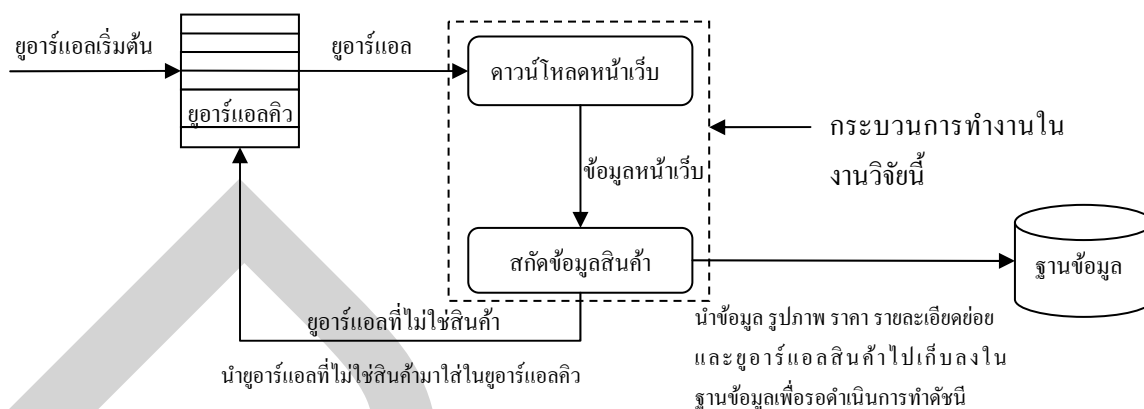 ยูอาร์แอลเริ่มต้น
ยูอาร์แอล
ยูอาร์แอลคิว
ดาวน์โหลดหน้าเว็บ
กระบวนการทำงานใน
งานวิจัยนี้
ข้อมูลหน้าเว็บ
สกัดข้อมูลสินค้า
ฐานข้อมูล
ยูอาร์แอลที่ไม่ใช่สินค้า
นำยูอาร์แอลที่ไม่ใช่สินค้ามาใส่ในยูอาร์แอลคิว
นำข้อมูล รูปภาพ ราคา รายละเอียดย่อย
และยูอาร์แอลสินค้าไปเก็บลงใน
ฐานข้อมูลเพื่อรอดำเนินการทำดัชนี